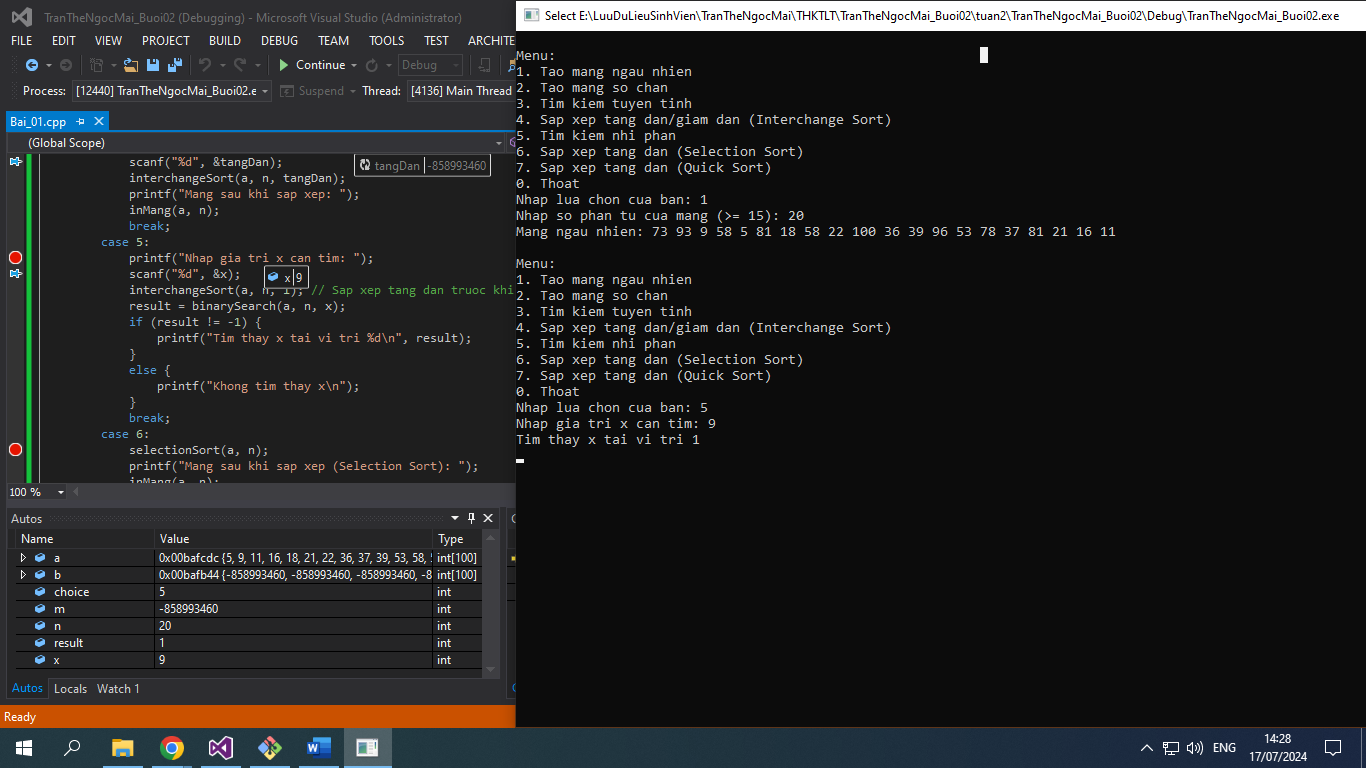 TranTheNgocMai_Buoi02 (Debugging) - Microsoft Visual Studio (Administrator)
FILE EDIT VIEW PROJECT BUILD DEBUG TEAM TOOLS TEST ARCHITE
Continue Debug
Process: [12440] TranTheNgocMai_Buoi02.e Suspend Thread: [4136] Main Thread
Bai_01.cpp
(Global Scope)
scanf("%d", &tangDan);
tangDan -858993460
interchangeSort(a, n, tangDan);
printf("Mang sau khi sap xep: ");
inMang(a, n);
break;
case 5:
printf("Nhap gia tri x can tim: ");
scanf("%d", &x);
x 9
interchangeSort(a, n, 1); // Sap xep tang dan truoc khi
result = binarySearch(a, n, x);
if (result != -1) {
printf("Tim thay x tai vi tri %d\n", result);
}
else {
printf("Khong tim thay x\n");
}
break;
case 6:
selectionSort(a, n);
printf("Mang sau khi sap xep (Selection Sort): ");
inMang(a, n);
100 %
Autos
Name Value Type
a 0x00bafcdc {5, 9, 11, 16, 18, 21, 22, 36, 37, 39, 53, 58, int[100]
b 0x00bafb44 {-858993460, -858993460, -858993460, -8 int[100]
choice 5 int
m -858993460 int
n 20 int
result 1 int
x 9 int
Autos Locals Watch 1
Ready
Select E:\LuuDuLieuSinhVien\TranTheNgocMai\THKTLT\TranTheNgocMai_Buoi02\tuan2\TranTheNgocMai_Buoi02\Debug\TranTheNgocMai_Buoi02.exe
Menu:
1. Tao mang ngau nhien
2. Tao mang so chan
3. Tim kiem tuyen tinh
4. Sap xep tang dan/giam dan (Interchange Sort)
5. Tim kiem nhi phan
6. Sap xep tang dan (Selection Sort)
7. Sap xep tang dan (Quick Sort)
0. Thoat
Nhap lua chon cua ban: 1
Nhap so phan tu cua mang (>= 15): 20
Mang ngau nhien: 73 93 9 58 5 81 18 58 22 100 36 39 96 53 78 37 81 21 16 11
Menu:
1. Tao mang ngau nhien
2. Tao mang so chan
3. Tim kiem tuyen tinh
4. Sap xep tang dan/giam dan (Interchange Sort)
5. Tim kiem nhi phan
6. Sap xep tang dan (Selection Sort)
7. Sap xep tang dan (Quick Sort)
0. Thoat
Nhap lua chon cua ban: 5
Nhap gia tri x can tim: 9
Tim thay x tai vi tri 1
ENG
14:28
17/07/2024